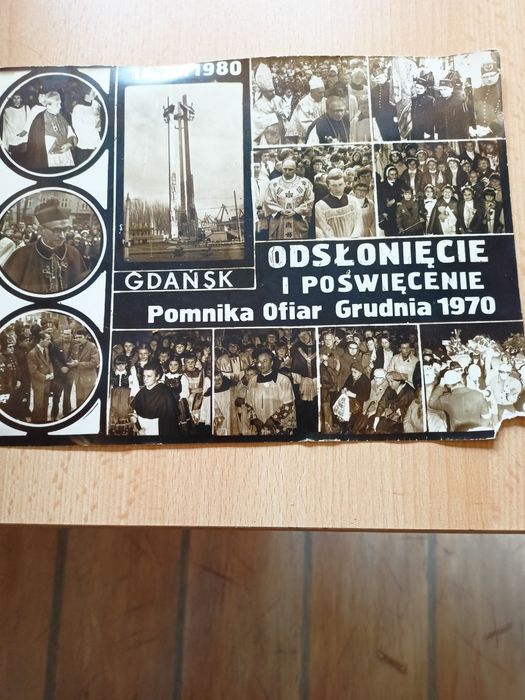 1980
GDAŃSK
ODSŁONIĘCIE
I POŚWIĘCENIE
Pomnika Ofiar Grudnia 1970